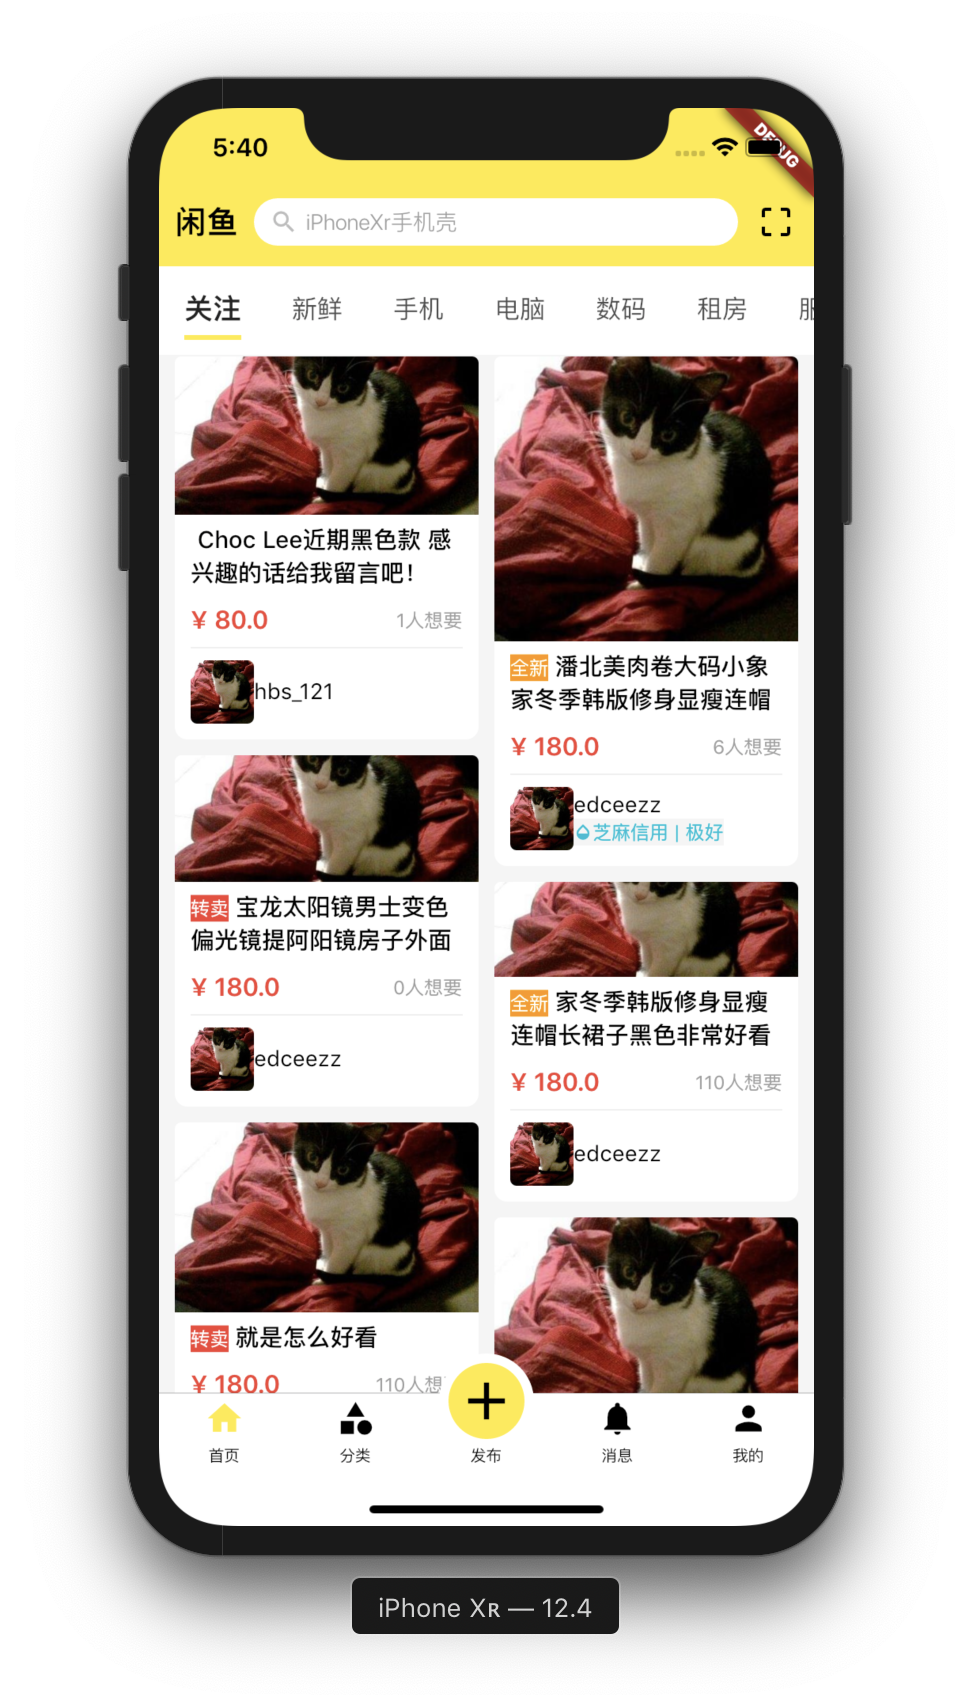 5:40
DEBUG
闲鱼
iPhoneXr手机壳
关注 新鲜 手机 电脑 数码 租房
Choc Lee近期黑色款 感
兴趣的话给我留言吧!
¥ 80.0 1人想要
hbs_121
全新 潘北美肉卷大码小象
家冬季韩版修身显瘦连帽
¥ 180.0 6人想要
edceezz
芝麻信用 | 极好
转卖 宝龙太阳镜男士变色
偏光镜提阿阳镜房子外面
¥ 180.0 0人想要
edceezz
全新 家冬季韩版修身显瘦
连帽长裙子黑色非常好看
¥ 180.0 110人想要
edceezz
转卖 就是怎么好看
¥ 180.0 110人想
首页 分类 发布 消息 我的
iPhone Xʀ — 12.4